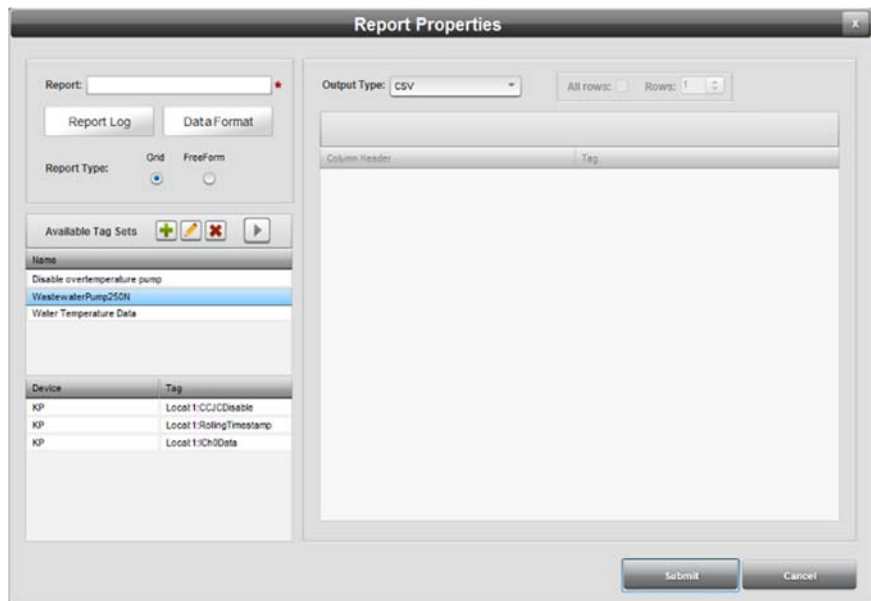 Report Properties
x
Report: *
Report Log
Data Format
Report Type:
Grid
FreeForm
Available Tag Sets
Name
Disable overtemperature pump
WastewaterPump250N
Water Temperature Data
Device Tag
KP Local:1:CCJCDisable
KP Local:1:RollingTimestamp
KP Local:1:ICh0Data
Output Type: CSV
All rows:
Rows: 1
Column Header Tag
Submit
Cancel